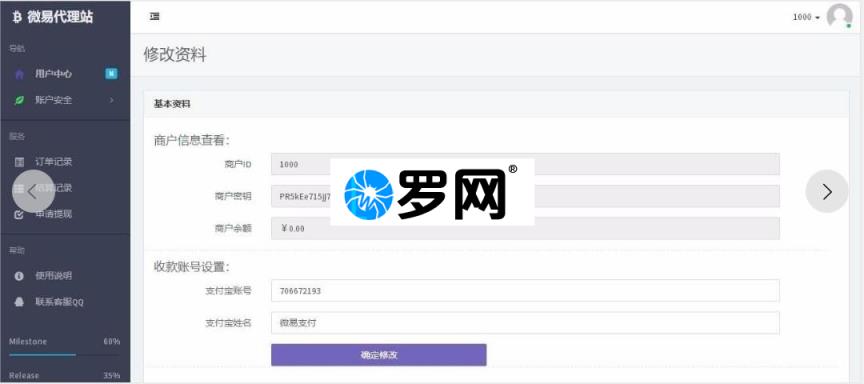 微易代理站
1000
导航
修改资料
用户中心
账户安全
基本资料
服务
商户信息查看：
订单记录
商户ID
1000
结算记录
商户密钥
PR5kEe715jj7
罗网®
申请提现
商户余额
￥0.00
帮助
收款账号设置：
使用说明
支付宝账号
706672193
联系客服QQ
支付宝姓名
微易支付
Milestone 60%
确定修改
Release 35%